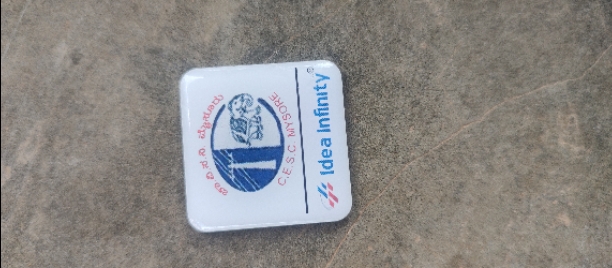 ಚಾ.ವಿ.ಸ.ನಿ. ಮೈಸೂರು
C.E.S.C. MYSORE
Idea Infinity